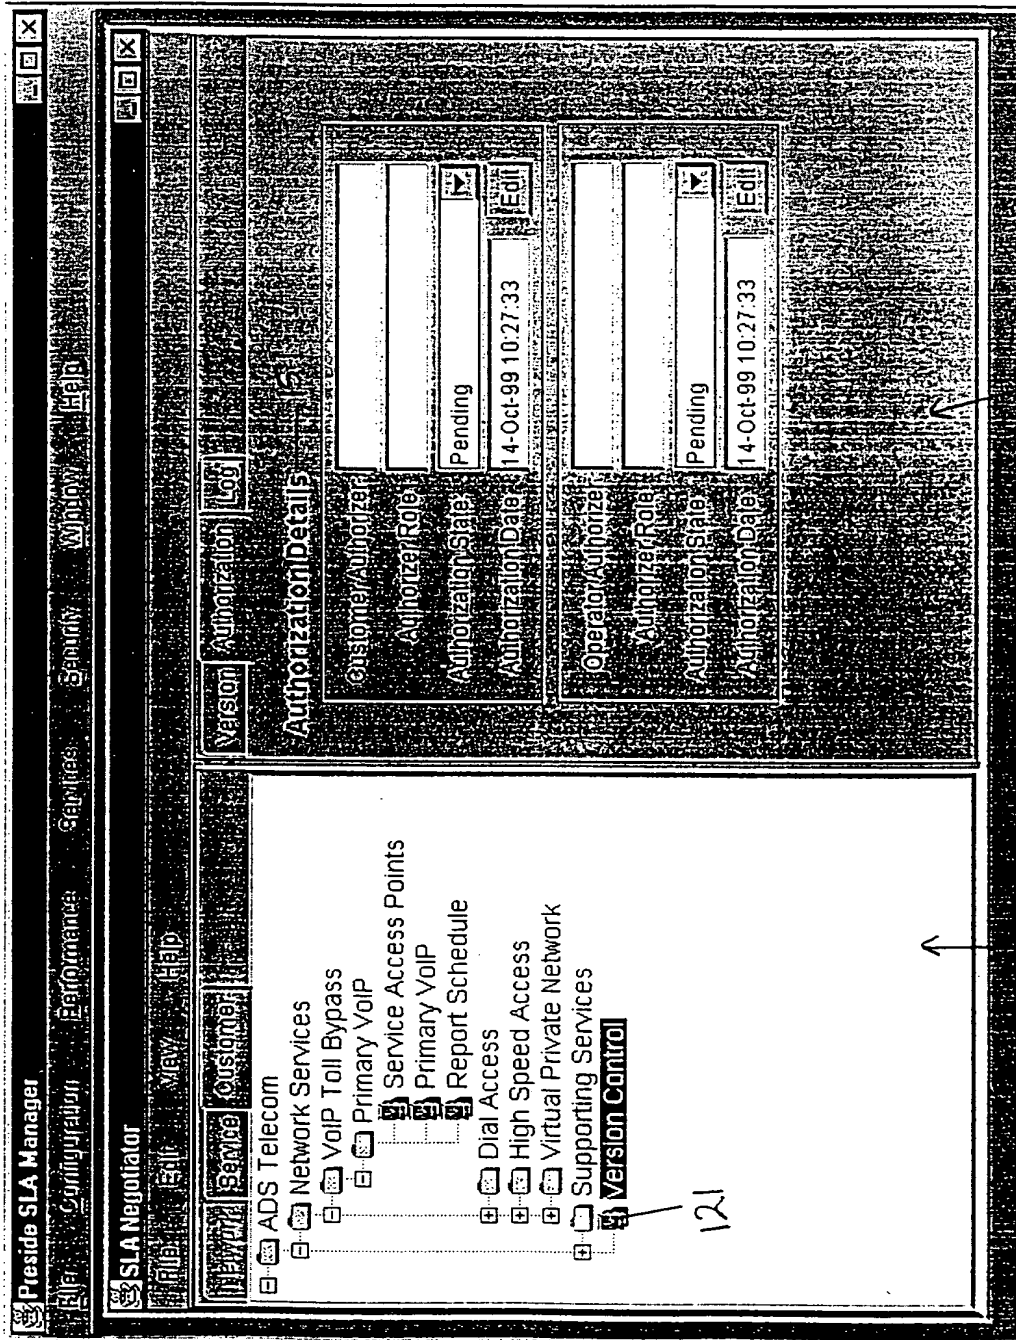 Preside SLA Manager
File Configuration Performance Services Security Window Help
SLA Negotiator
File Edit View Help
Network Service Customer
ADS Telecom
Network Services
VoIP Toll Bypass
Primary VoIP
Service Access Points
Primary VoIP
Report Schedule
Dial Access
High Speed Access
Virtual Private Network
Supporting Services
Version Control
121
Version Authorization Log
Authorization Details
Customer Authorizer
Authorizer Role
Authorization State
Pending
Authorization Date
14-Oct-99 10:27:33
Edit
Operator Authorizer
Authorizer Role
Authorization State
Pending
Authorization Date
14-Oct-99 10:27:33
Edit